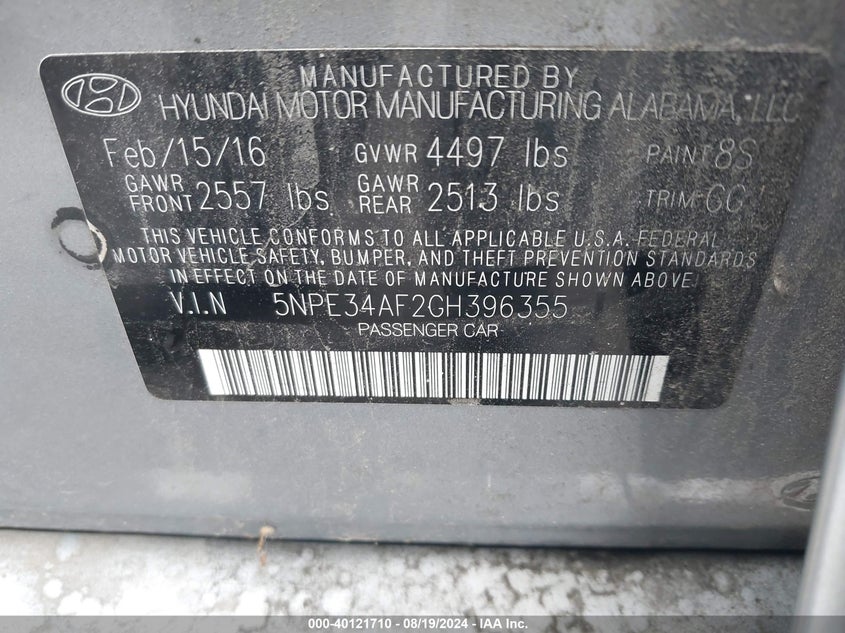 MANUFACTURED BY
HYUNDAI MOTOR MANUFACTURING ALABAMA, LLC
Feb/15/16 GVWR 4497 lbs PAINT 8S
GAWR FRONT 2557 lbs GAWR REAR 2513 lbs TRIM GG
THIS VEHICLE CONFORMS TO ALL APPLICABLE U.S.A. FEDERAL
MOTOR VEHICLE SAFETY, BUMPER, AND THEFT PREVENTION STANDARDS
IN EFFECT ON THE DATE OF MANUFACTURE SHOWN ABOVE.
V.I.N 5NPE34AF2GH396355
PASSENGER CAR
000-40121710 - 08/19/2024 - IAA Inc.